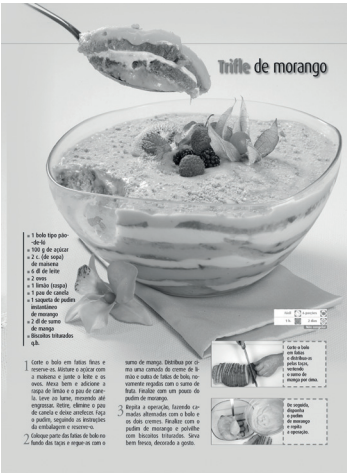 Trifle de morango
• 1 bolo tipo pão-
-de-ló
• 100 g de açúcar
• 2 c. (de sopa)
de maisena
• 6 dl de leite
• 2 ovos
• 1 limão (raspa)
• 1 pau de canela
• 1 saqueta de pudim
instantâneo
de morango
• 2 dl de sumo
de manga
• Biscoitos triturados
q.b.
1 Corte o bolo em fatias finas e
reserve-as. Misture o açúcar com
a maisena e junte o leite e os
ovos. Mexa bem e adicione a
raspa de limão e o pau de cane-
la. Leve ao lume, mexendo até
engrossar. Retire, elimine o pau
de canela e deixe arrefecer. Faça
o pudim, seguindo as instruções
da embalagem e reserve-o.
2 Coloque parte das fatias de bolo no
fundo das taças e regue-as com o
sumo de manga. Distribua por ci-
ma uma camada de creme de li-
mão e outra de fatias de bolo, no-
vamente regadas com o sumo de
fruta. Finalize com um pouco do
pudim de morango.
3 Repita a operação, fazendo ca-
madas alternadas com o bolo e
os dois cremes. Finalize com o
pudim de morango e polvilhe
com biscoitos triturados. Sirva
bem fresco, decorado a gosto.
Corte o bolo
em fatias
e distribua-as
pelas taças,
vertendo
o sumo de
manga por cima.
De seguida,
disponha
o pudim
de morango
e repita
a operação.